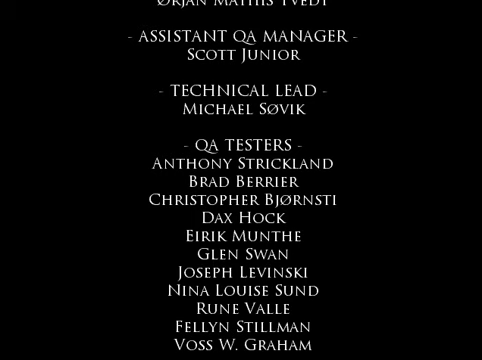 Ørjan Mathis Tvedt
- ASSISTANT QA MANAGER -
Scott Junior
- TECHNICAL LEAD -
Michael Søvik
- QA TESTERS -
Anthony Strickland
Brad Berrier
Christopher Bjørnsti
Dax Hock
Eirik Munthe
Glen Swan
Joseph Levinski
Nina Louise Sund
Rune Valle
Fellyn Stillman
Voss W. Graham